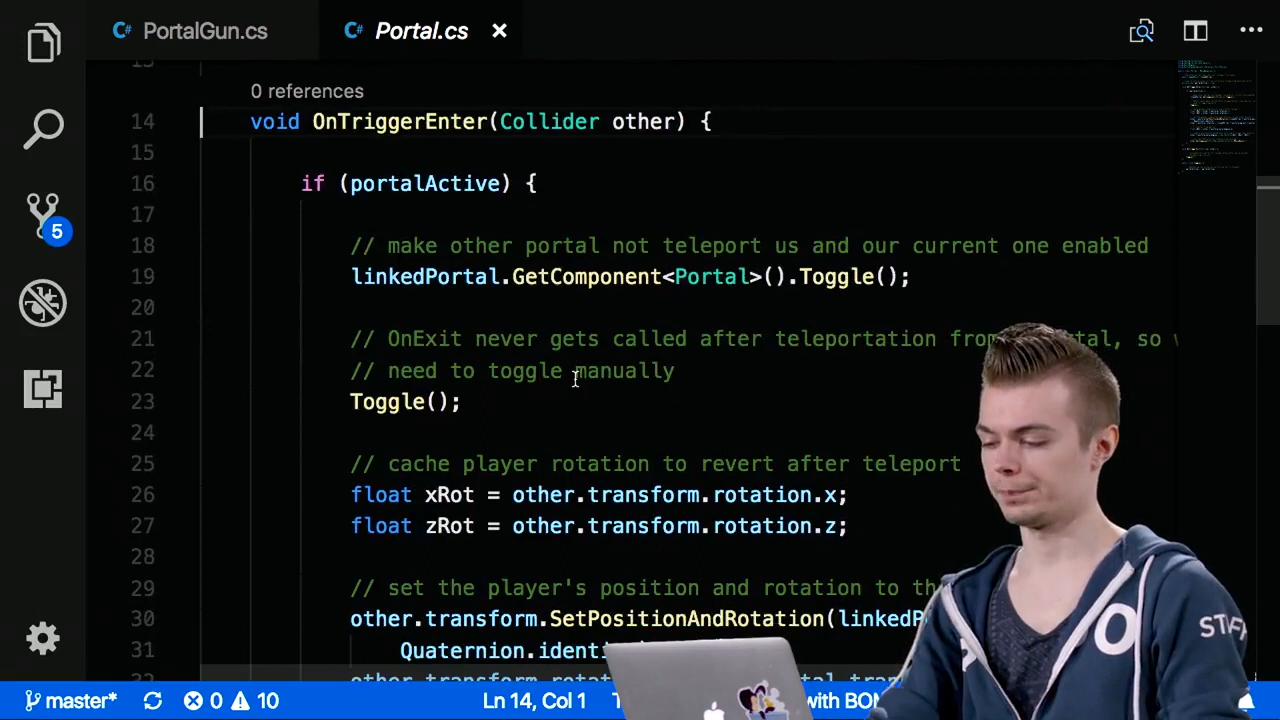 PortalGun.cs
Portal.cs
0 references
14 void OnTriggerEnter(Collider other) {
15
16 if (portalActive) {
17
18 // make other portal not teleport us and our current one enabled
19 linkedPortal.GetComponent<Portal>().Toggle();
20
21 // OnExit never gets called after teleportation from tal, so
22 // need to toggle manually
23 Toggle();
24
25 // cache player rotation to revert after teleport
26 float xRot = other.transform.rotation.x;
27 float zRot = other.transform.rotation.z;
28
29 // set the player's position and rotation to th
30 other.transform.SetPositionAndRotation(linkedP
31 Quaternion.identi
5
master*
0
10
Ln 14, Col 1
with BOM
STAFF